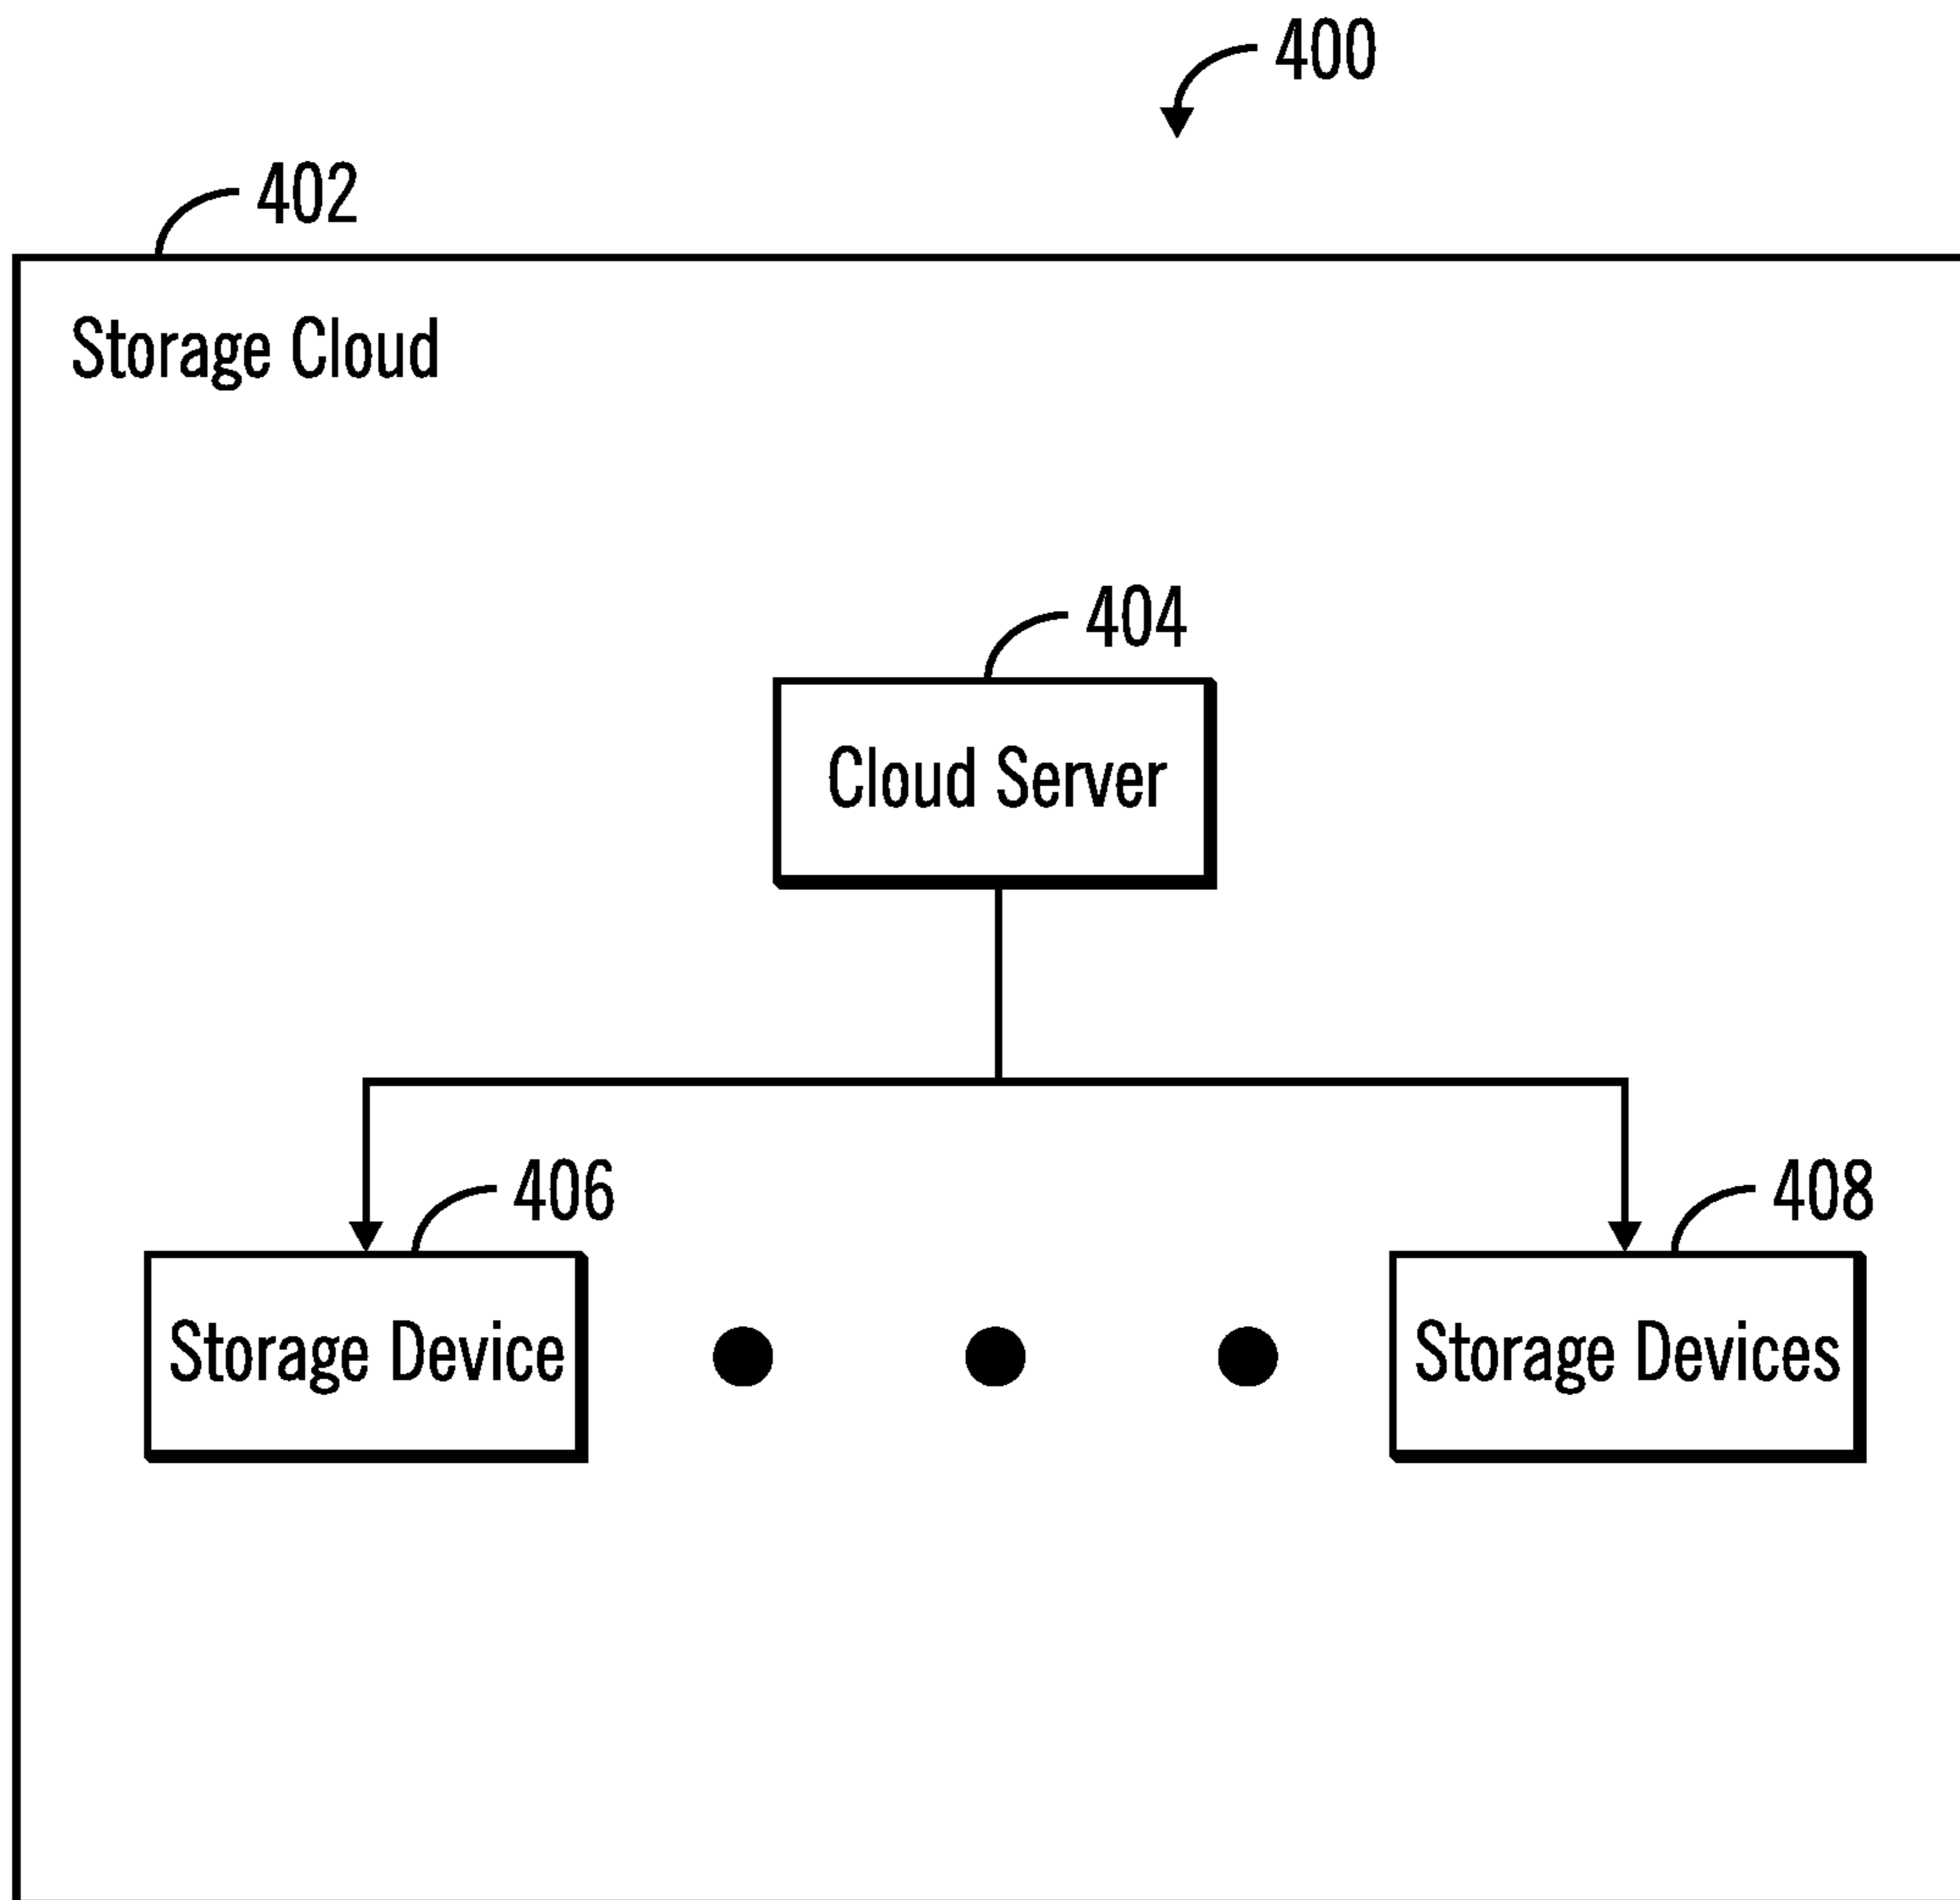 400
402
Storage Cloud
404
Cloud Server
406
408
Storage Device
Storage Devices